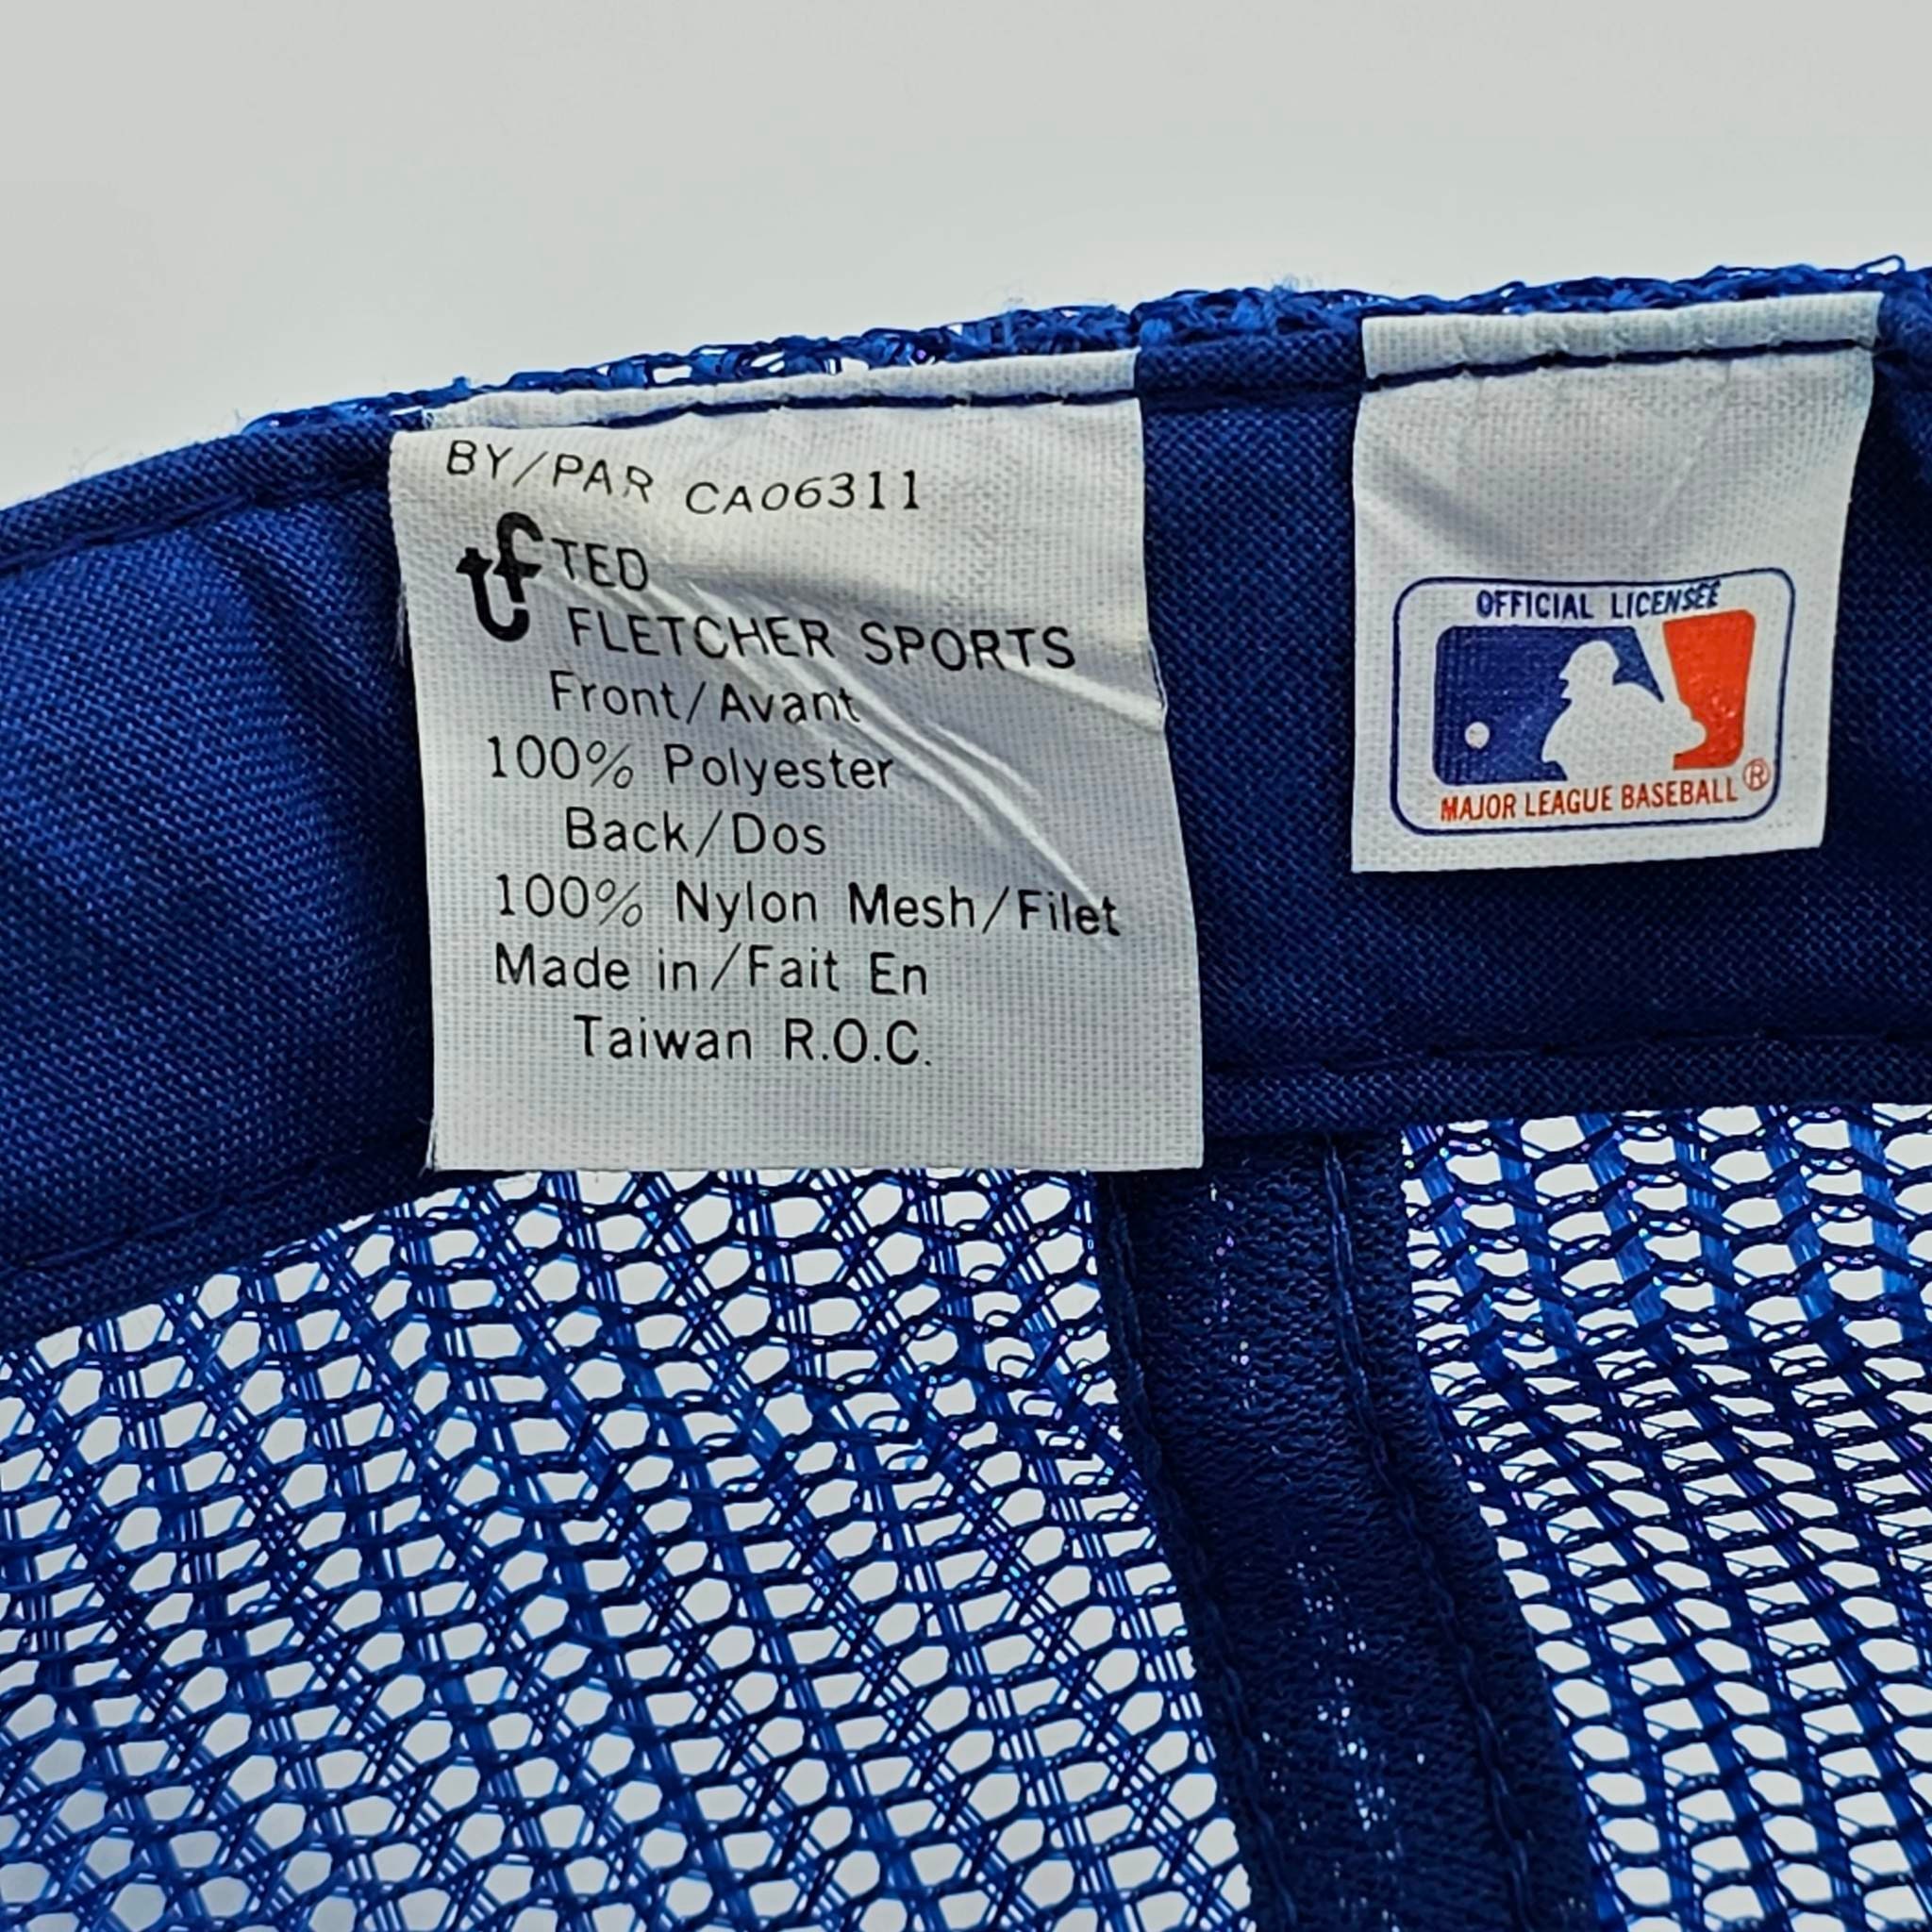 BY/PAR CA06311
tf TED
FLETCHER SPORTS
Front/Avant
100% Polyester
Back/Dos
100% Nylon Mesh/Filet
Made in/Fait En
Taiwan R.O.C.
OFFICIAL LICENSEE
MAJOR LEAGUE BASEBALL®